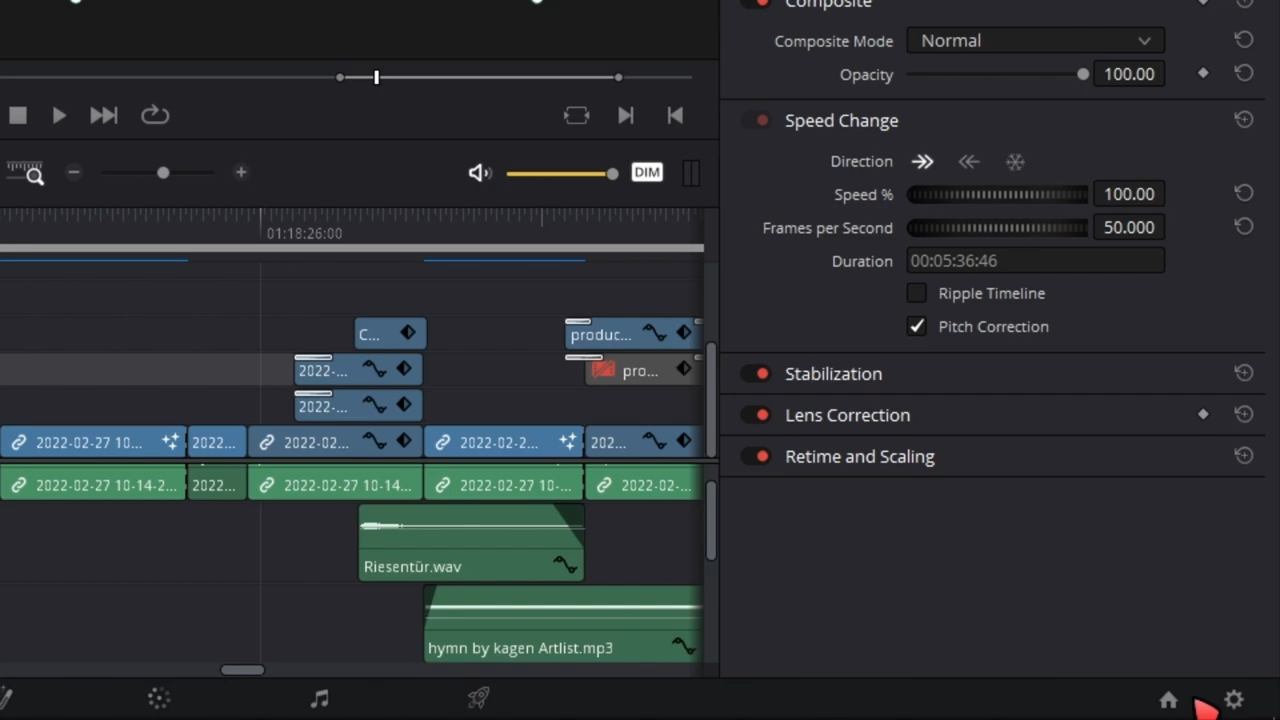 Composite
Composite Mode Normal
Opacity 100.00
Speed Change
Direction
Speed % 100.00
Frames per Second 50.000
Duration 00:05:36:46
Ripple Timeline
Pitch Correction
Stabilization
Lens Correction
Retime and Scaling
DIM
01:18:26:00
C...
produc...
2022-...
pro...
2022-...
2022-02-27 10... 2022... 2022-02... 2022-02-2... 202...
2022-02-27 10-14-2... 2022... 2022-02-27 10-14... 2022-02-27 10-... 2022-02-...
Riesentür.wav
hymn by kagen Artlist.mp3